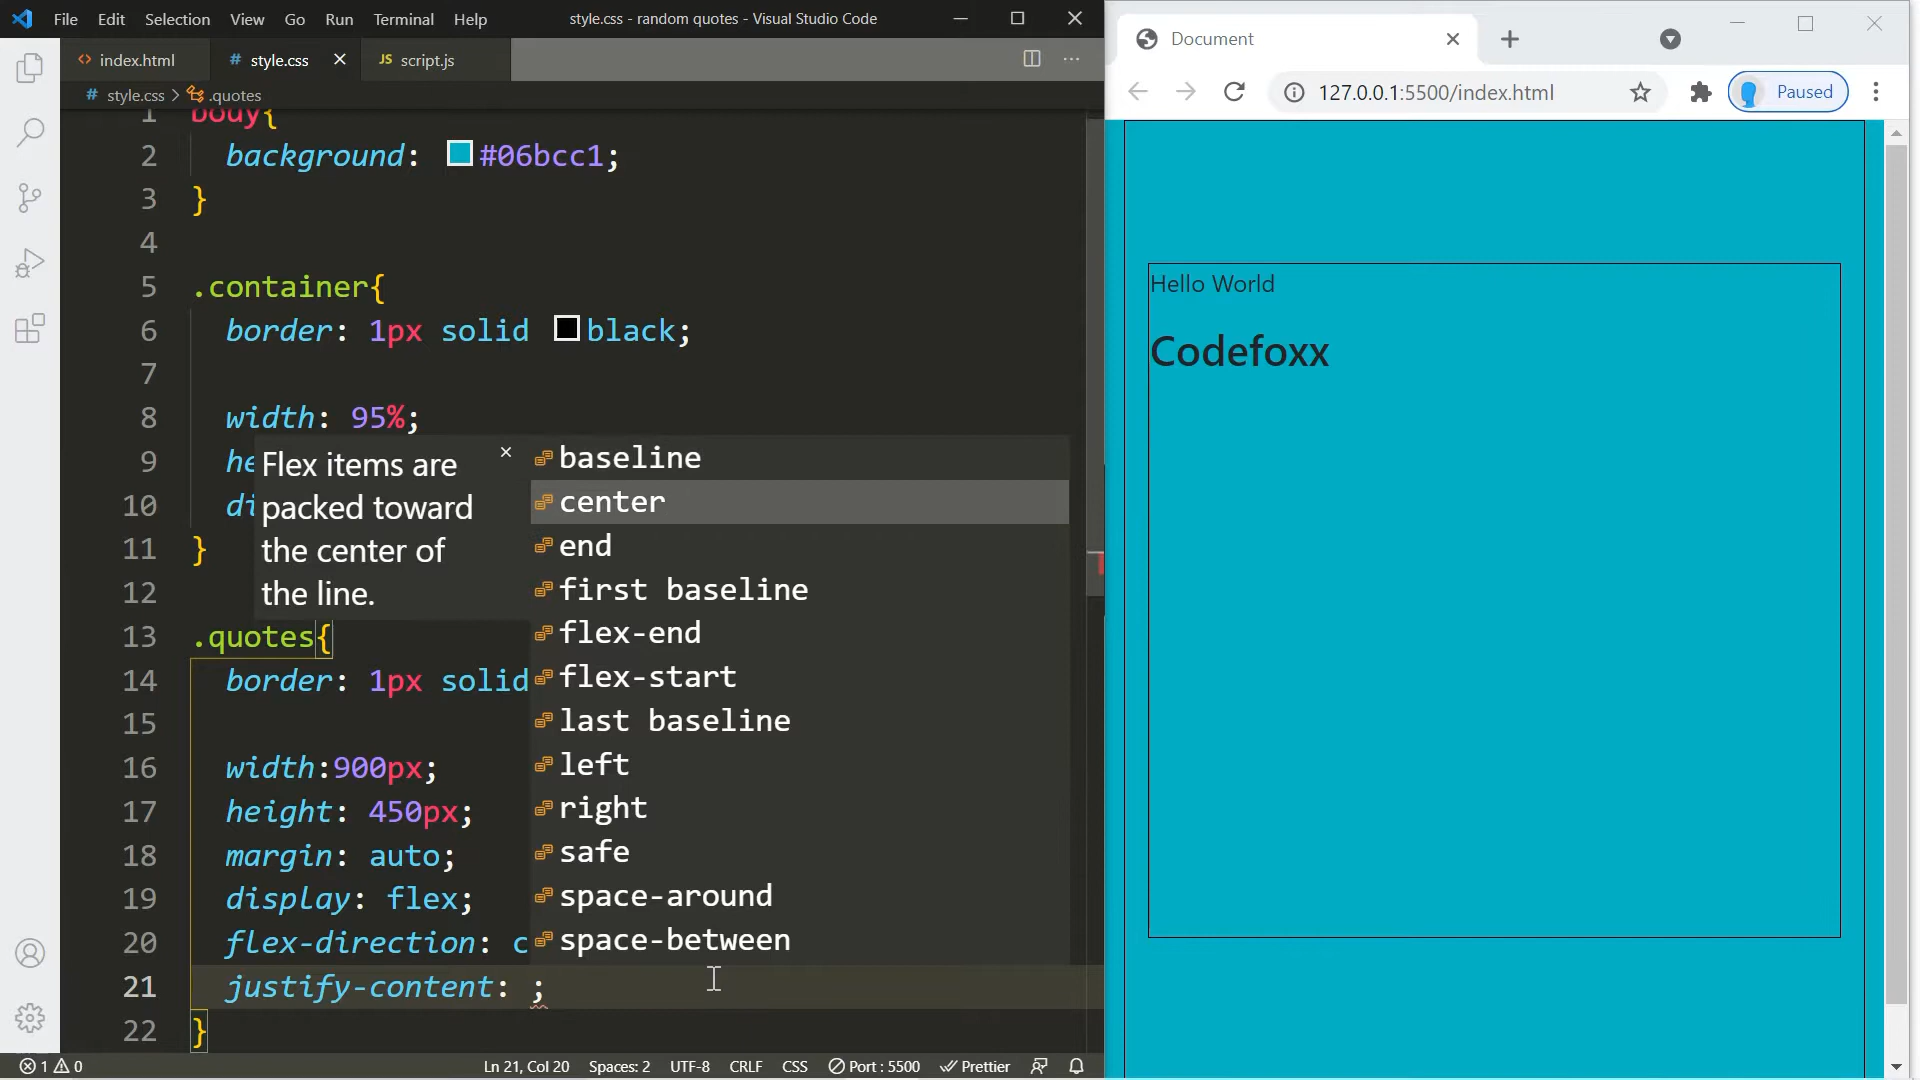 File Edit Selection View Go Run Terminal Help
style.css - random quotes - Visual Studio Code
<> index.html
# style.css
JS script.js
# style.css > .quotes
1 body{
2 background: #06bcc1;
3 }
4
5 .container{
6 border: 1px solid black;
7
8 width: 95%;
9 he
10 di
11 }
12
13 .quotes{
14 border: 1px solid
15
16 width:900px;
17 height: 450px;
18 margin: auto;
19 display: flex;
20 flex-direction: c
21 justify-content: ;
22 }
Flex items are
packed toward
the center of
the line.
baseline
center
end
first baseline
flex-end
flex-start
last baseline
left
right
safe
space-around
space-between
1 0
Ln 21, Col 20 Spaces: 2 UTF-8 CRLF CSS Port : 5500 Prettier
Document
127.0.0.1:5500/index.html
Paused
Hello World
Codefoxx